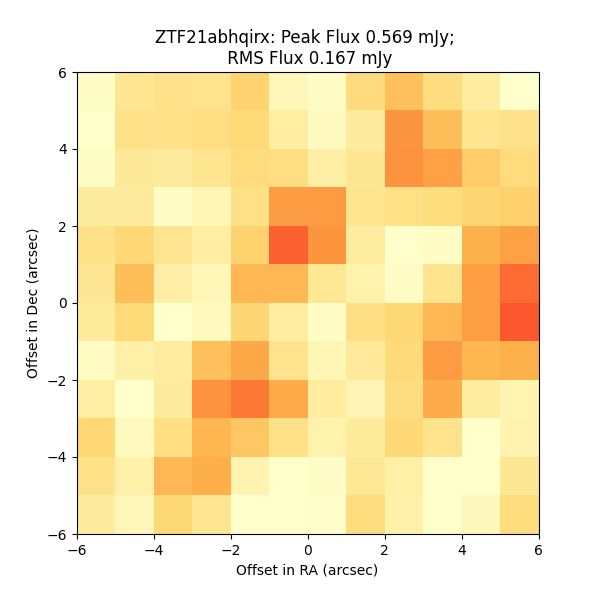 ZTF21abhqirx: Peak Flux 0.569 mJy;
RMS Flux 0.167 mJy
6
4
2
0
−2
−4
−6
Offset in Dec (arcsec)
−6 −4 −2 0 2 4 6
Offset in RA (arcsec)